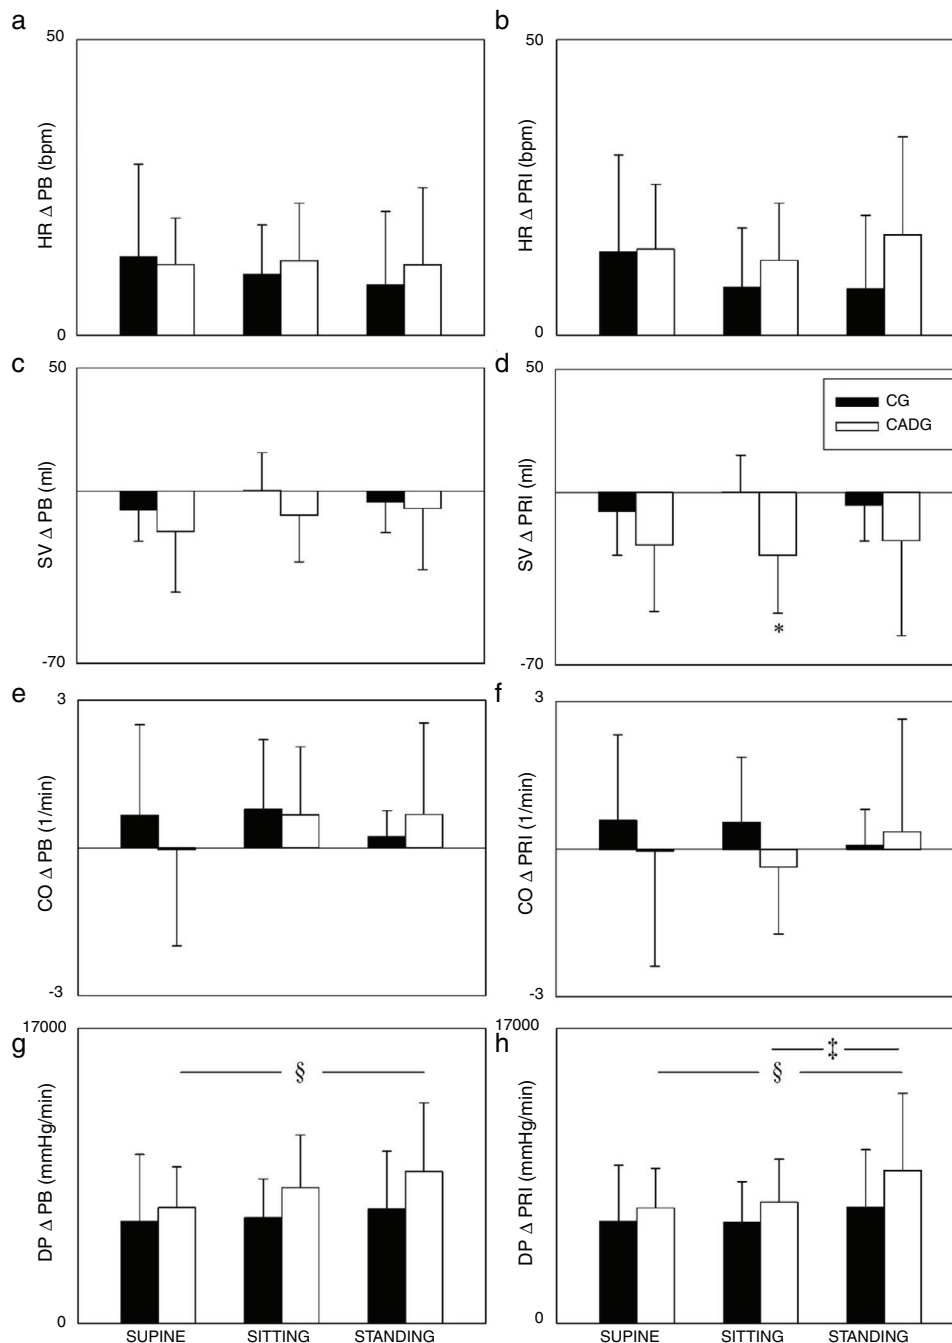 a
50
HR Δ PB (bpm)
0
b
50
HR Δ PRI (bpm)
0
c
50
SV Δ PB (ml)
-70
d
50
CG
CADG
SV Δ PRI (ml)
*
-70
e
3
CO Δ PB (1/min)
-3
f
3
CO Δ PRI (1/min)
-3
g
17000
§
DP Δ PB (mmHg/min)
0
SUPINE SITTING STANDING
h
17000
‡
§
DP Δ PRI (mmHg/min)
0
SUPINE SITTING STANDING